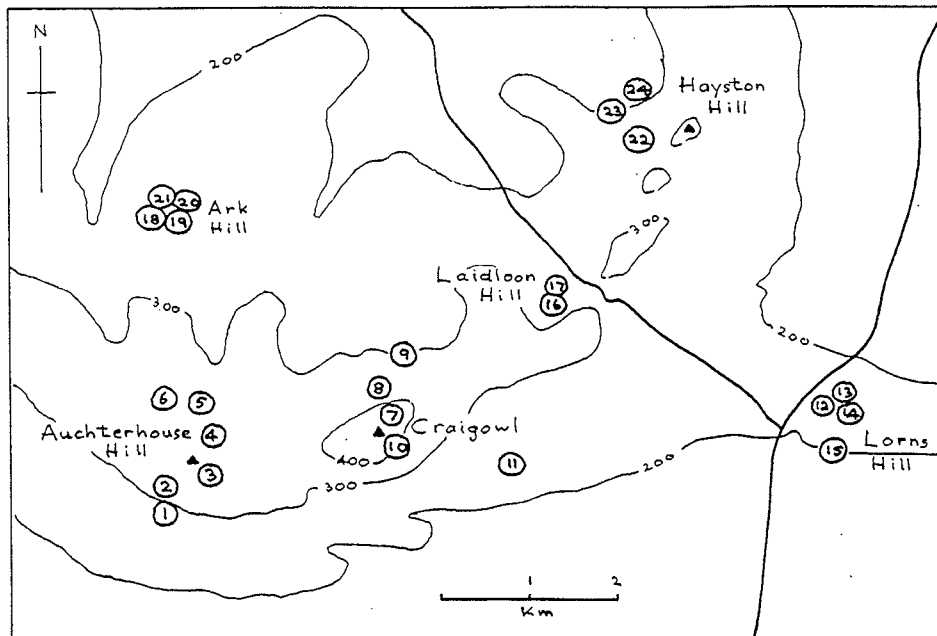 N
200
24
Hayston
Hill
23
22
21
20
18
19
Ark
Hill
300
Laidloon
Hill
17
16
300
9
200
8
6
5
7
13
12
14
Auchterhouse
Hill
4
Craigowl
10
400
3
11
200
15
Lorns
Hill
2
300
1
1
2
Km